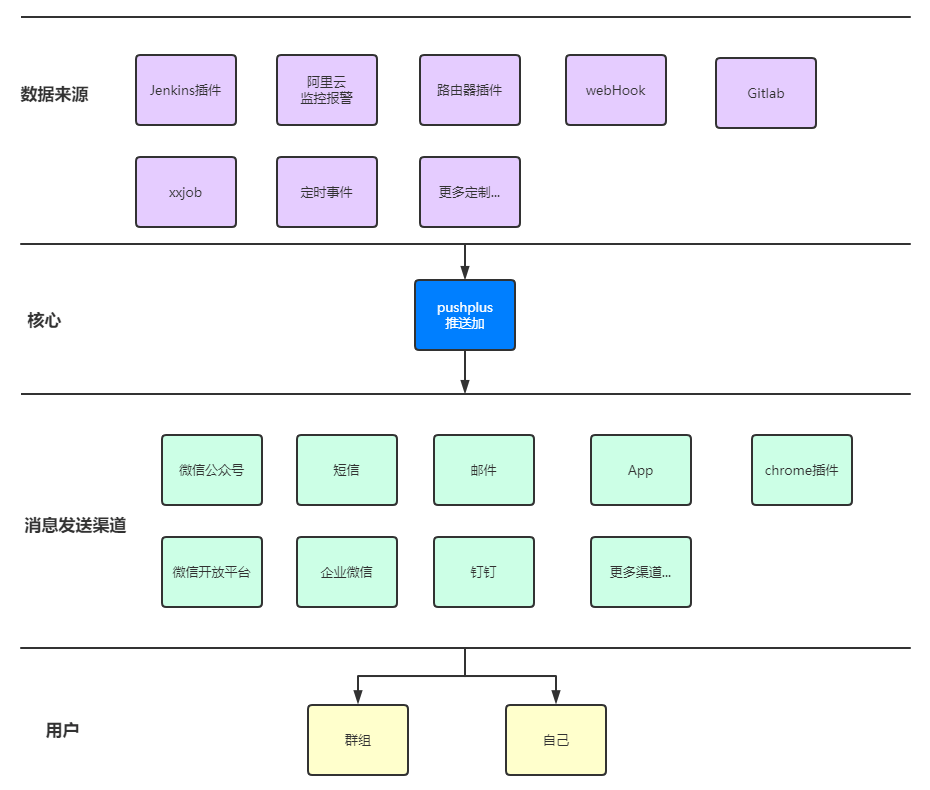 数据来源
Jenkins插件
阿里云
监控报警
路由器插件
webHook
Gitlab
xxjob
定时事件
更多定制...
核心
pushplus
推送加
消息发送渠道
微信公众号
短信
邮件
App
chrome插件
微信开放平台
企业微信
钉钉
更多渠道...
用户
群组
自己